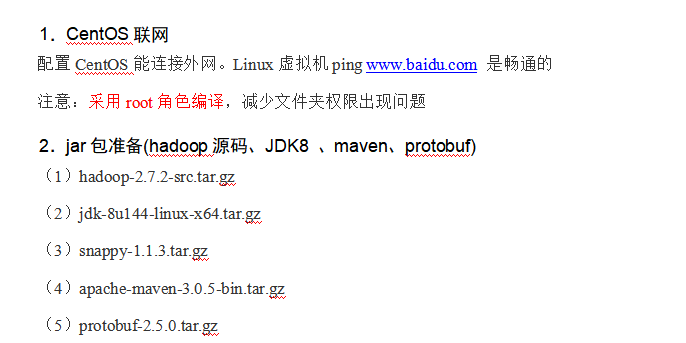 1．CentOS 联网
配置 CentOS 能连接外网。Linux 虚拟机 ping www.baidu.com 是畅通的
注意：采用 root 角色编译，减少文件夹权限出现问题
2．jar 包准备(hadoop 源码、JDK8 、maven、protobuf)
（1）hadoop-2.7.2-src.tar.gz
（2）jdk-8u144-linux-x64.tar.gz
（3）snappy-1.1.3.tar.gz
（4）apache-maven-3.0.5-bin.tar.gz
（5）protobuf-2.5.0.tar.gz